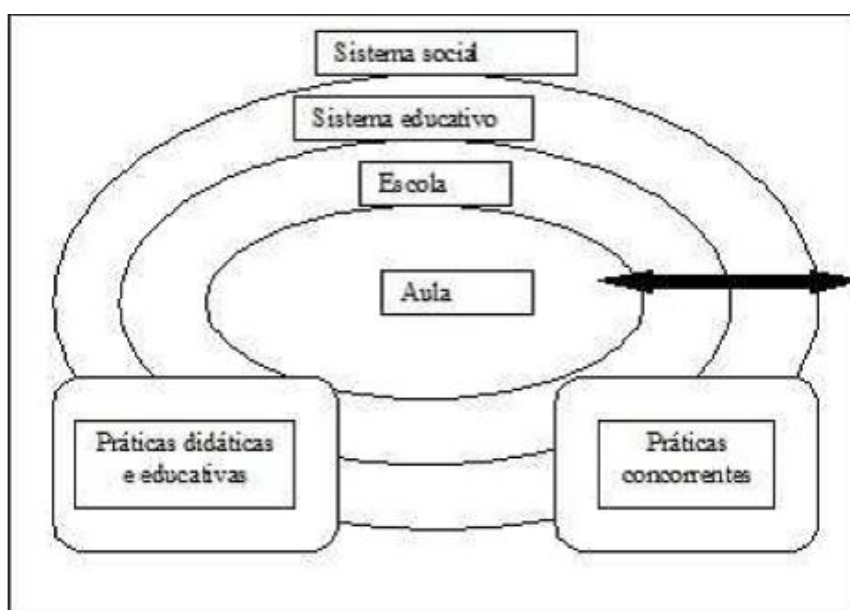 Sistema social
Sistema educativo
Escola
Aula
Práticas didáticas
e educativas
Práticas
concorrentes